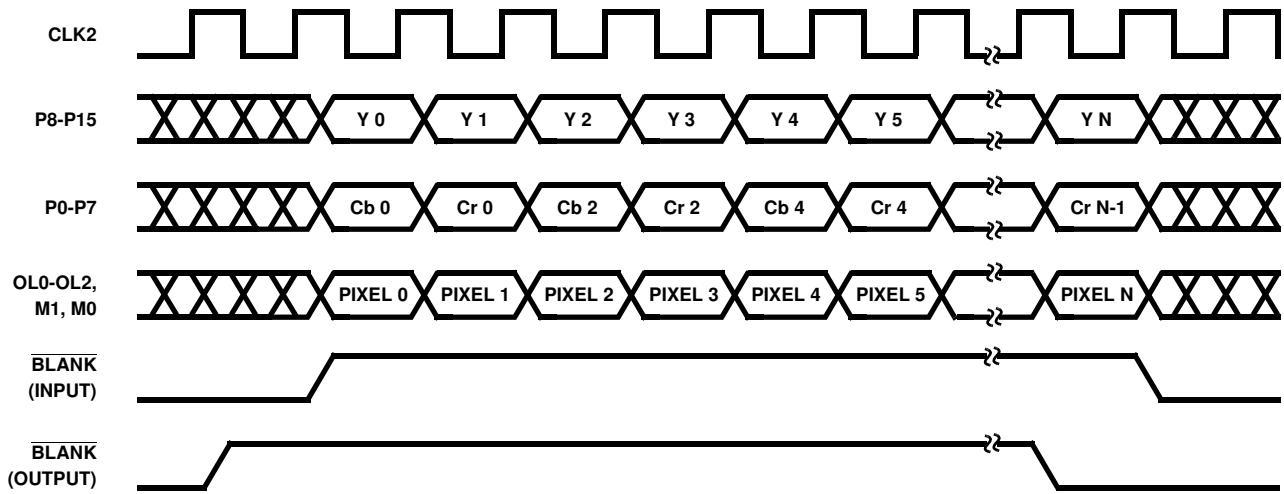 CLK2
P8-P15
Y 0 Y 1 Y 2 Y 3 Y 4 Y 5 Y N
P0-P7
Cb 0 Cr 0 Cb 2 Cr 2 Cb 4 Cr 4 Cr N-1
OL0-OL2,
M1, M0
PIXEL 0 PIXEL 1 PIXEL 2 PIXEL 3 PIXEL 4 PIXEL 5 PIXEL N
BLANK
(INPUT)
BLANK
(OUTPUT)